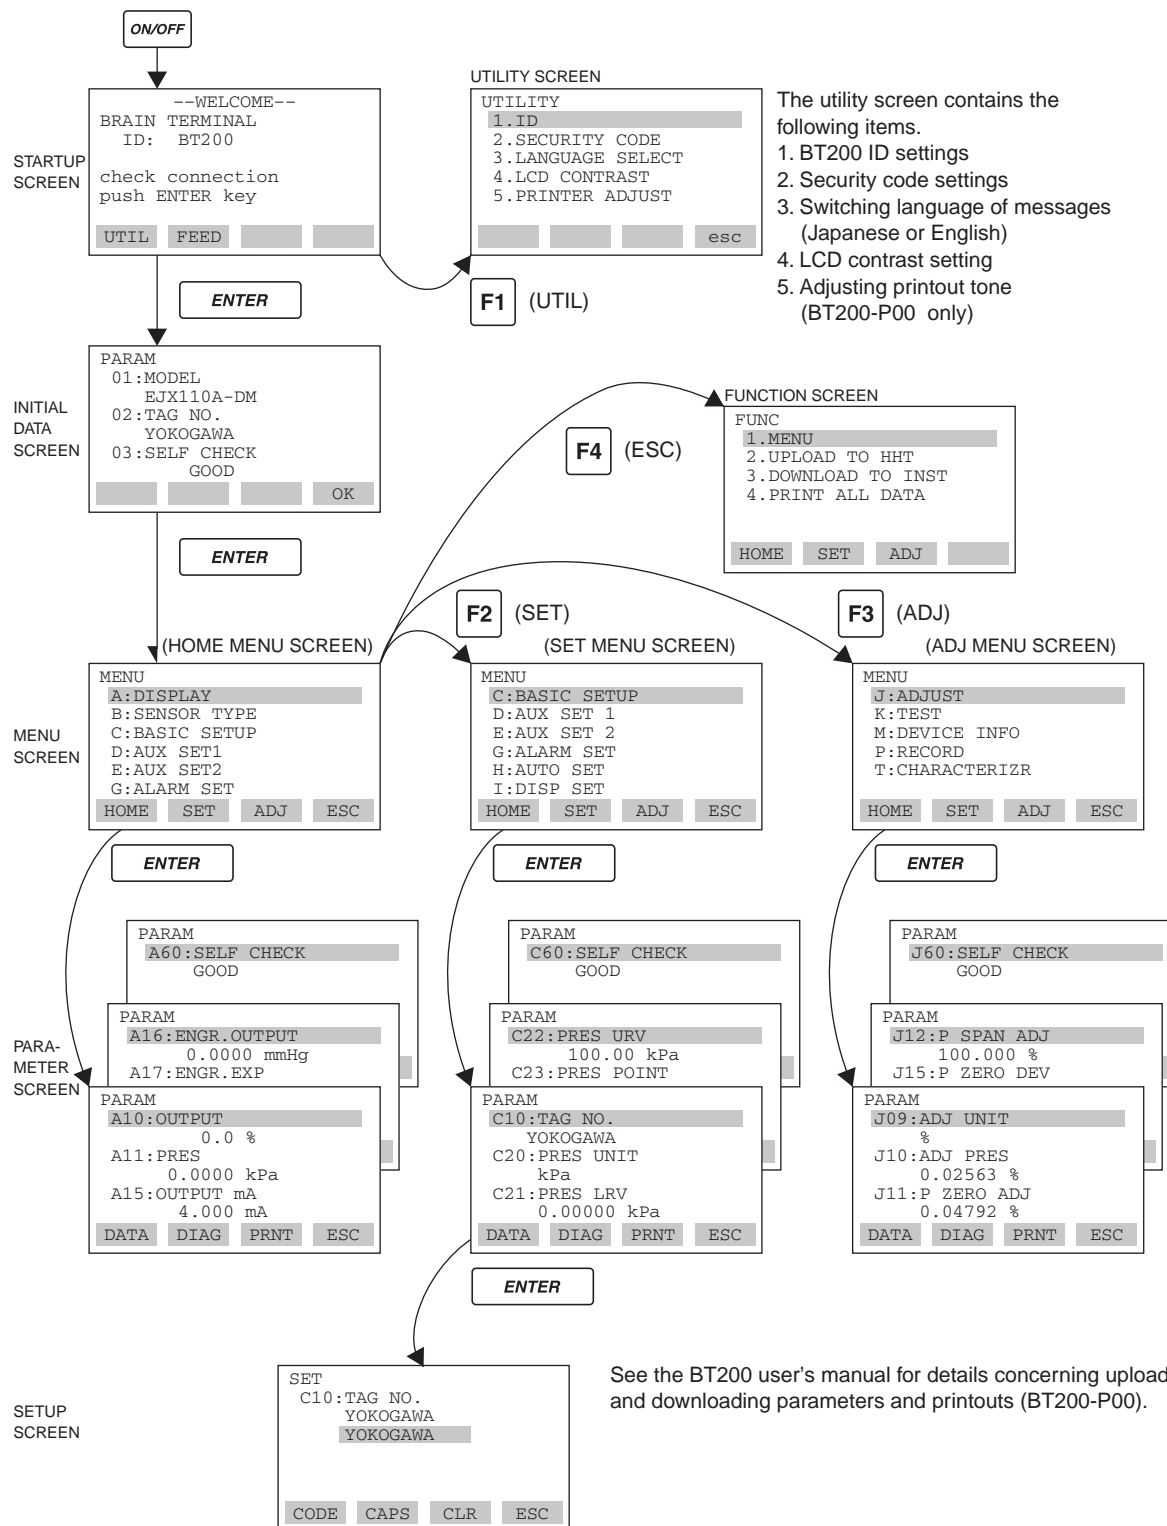 ON/OFF
STARTUP
SCREEN
--WELCOME--
BRAIN TERMINAL
ID: BT200
check connection
push ENTER key
UTIL FEED
UTILITY SCREEN
UTILITY
1.ID
2.SECURITY CODE
3.LANGUAGE SELECT
4.LCD CONTRAST
5.PRINTER ADJUST
esc
The utility screen contains the
following items.
1. BT200 ID settings
2. Security code settings
3. Switching language of messages
(Japanese or English)
4. LCD contrast setting
5. Adjusting printout tone
(BT200-P00 only)
ENTER
F1 (UTIL)
INITIAL
DATA
SCREEN
PARAM
01:MODEL
EJX110A-DM
02:TAG NO.
YOKOGAWA
03:SELF CHECK
GOOD
OK
F4 (ESC)
FUNCTION SCREEN
FUNC
1.MENU
2.UPLOAD TO HHT
3.DOWNLOAD TO INST
4.PRINT ALL DATA
HOME SET ADJ
ENTER
F2 (SET)
F3 (ADJ)
(HOME MENU SCREEN)
(SET MENU SCREEN)
(ADJ MENU SCREEN)
MENU
SCREEN
MENU
A:DISPLAY
B:SENSOR TYPE
C:BASIC SETUP
D:AUX SET1
E:AUX SET2
G:ALARM SET
HOME SET ADJ ESC
MENU
C:BASIC SETUP
D:AUX SET 1
E:AUX SET 2
G:ALARM SET
H:AUTO SET
I:DISP SET
HOME SET ADJ ESC
MENU
J:ADJUST
K:TEST
M:DEVICE INFO
P:RECORD
T:CHARACTERIZR
HOME SET ADJ ESC
ENTER
ENTER
ENTER
PARA-
METER
SCREEN
PARAM
A60:SELF CHECK
GOOD
PARAM
A16:ENGR.OUTPUT
0.0000 mmHg
A17:ENGR.EXP
PARAM
A10:OUTPUT
0.0 %
A11:PRES
0.0000 kPa
A15:OUTPUT mA
4.000 mA
DATA DIAG PRNT ESC
PARAM
C60:SELF CHECK
GOOD
PARAM
C22:PRES URV
100.00 kPa
C23:PRES POINT
PARAM
C10:TAG NO.
YOKOGAWA
C20:PRES UNIT
kPa
C21:PRES LRV
0.00000 kPa
DATA DIAG PRNT ESC
PARAM
J60:SELF CHECK
GOOD
PARAM
J12:P SPAN ADJ
100.000 %
J15:P ZERO DEV
PARAM
J09:ADJ UNIT
%
J10:ADJ PRES
0.02563 %
J11:P ZERO ADJ
0.04792 %
DATA DIAG PRNT ESC
ENTER
SETUP
SCREEN
SET
C10:TAG NO.
YOKOGAWA
YOKOGAWA
CODE CAPS CLR ESC
See the BT200 user's manual for details concerning upload
and downloading parameters and printouts (BT200-P00).